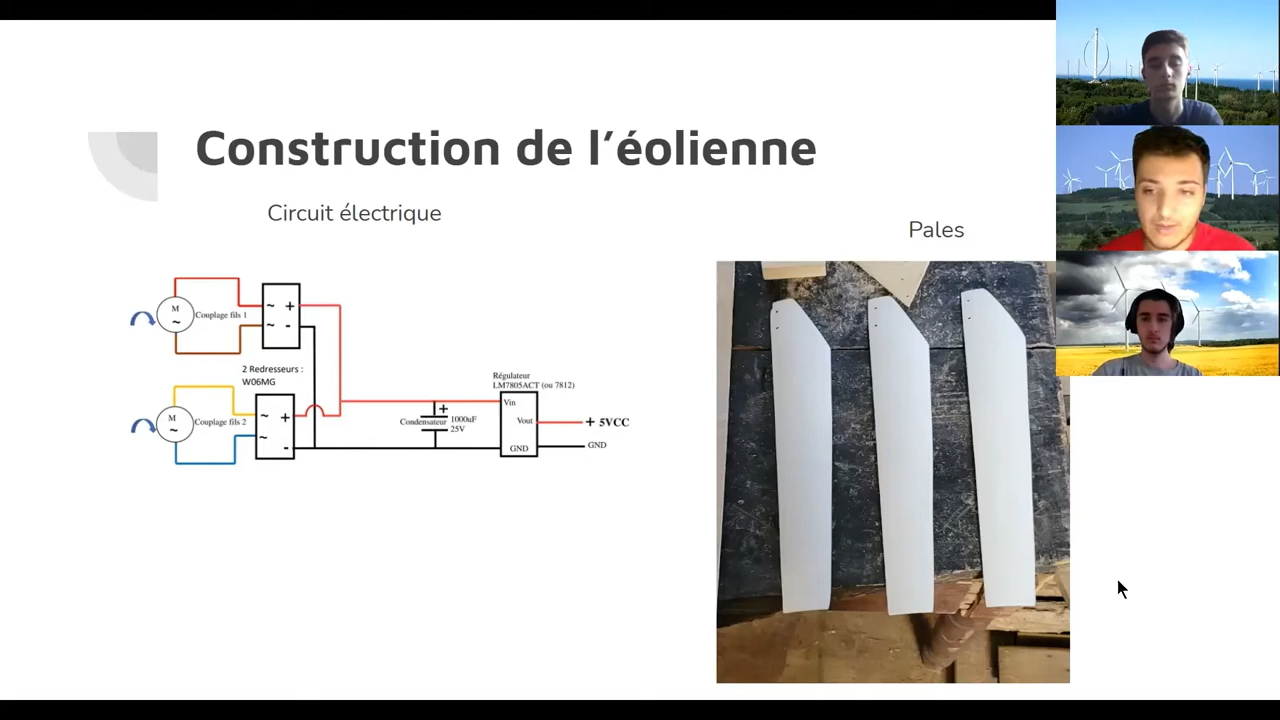 Construction de l’éolienne
Circuit électrique
Pales
M
~
Couplage fils 1
~ +
~ -
2 Redresseurs :
W06MG
M
~
Couplage fils 2
~ +
~ -
Condensateur
+
1000uF
25V
Régulateur
LM7805ACT (ou 7812)
Vin
Vout
GND
+ 5VCC
GND